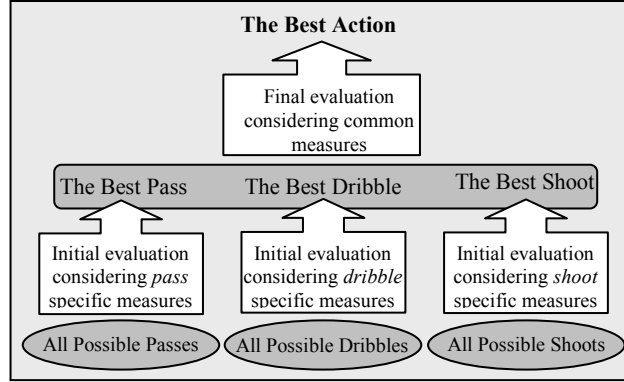 The Best Action
Final evaluation
considering common
measures
The Best Pass
The Best Dribble
The Best Shoot
Initial evaluation
considering pass
specific measures
Initial evaluation
considering dribble
specific measures
Initial evaluation
considering shoot
specific measures
All Possible Passes
All Possible Dribbles
All Possible Shoots